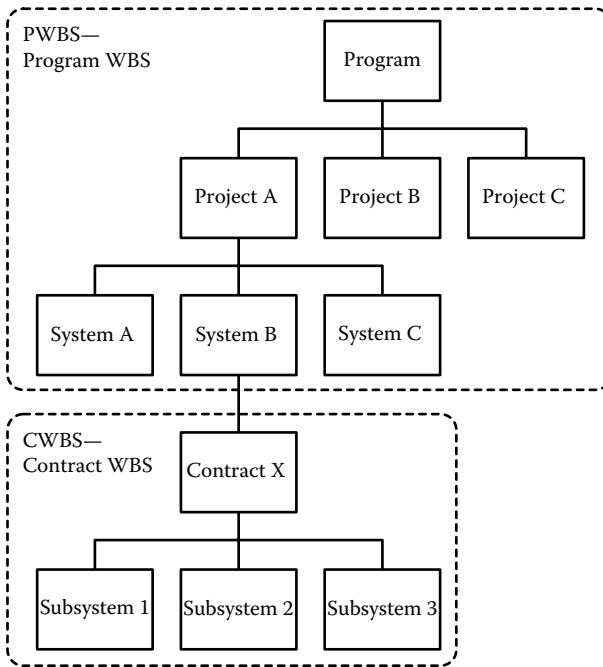 PWBS—
Program WBS
Program
Project A
Project B
Project C
System A
System B
System C
CWBS—
Contract WBS
Contract X
Subsystem 1
Subsystem 2
Subsystem 3